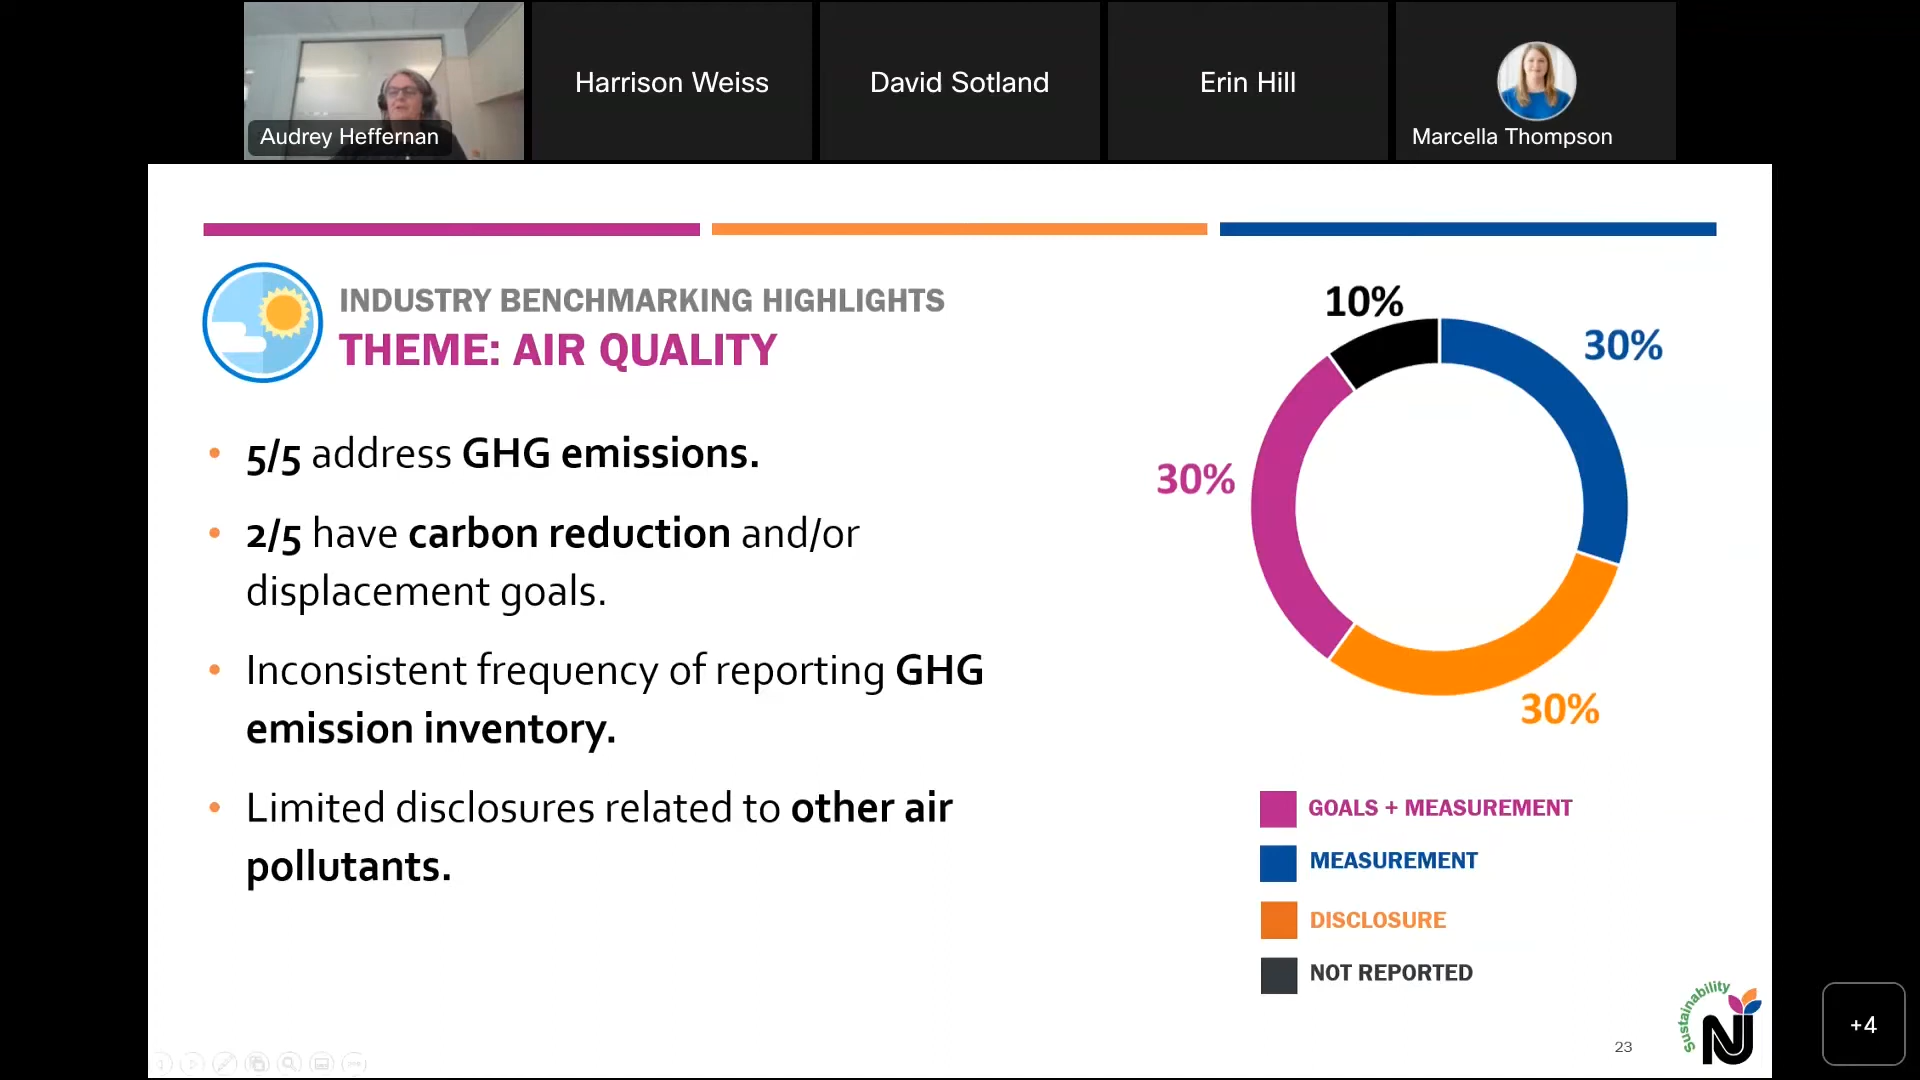 Audrey Heffernan
Harrison Weiss
David Sotland
Erin Hill
Marcella Thompson
INDUSTRY BENCHMARKING HIGHLIGHTS
THEME: AIR QUALITY
• 5/5 address GHG emissions.
• 2/5 have carbon reduction and/or
displacement goals.
• Inconsistent frequency of reporting GHG
emission inventory.
• Limited disclosures related to other air
pollutants.
10%
30%
30%
30%
GOALS + MEASUREMENT
MEASUREMENT
DISCLOSURE
NOT REPORTED
23
Sustainability
NJ
+4